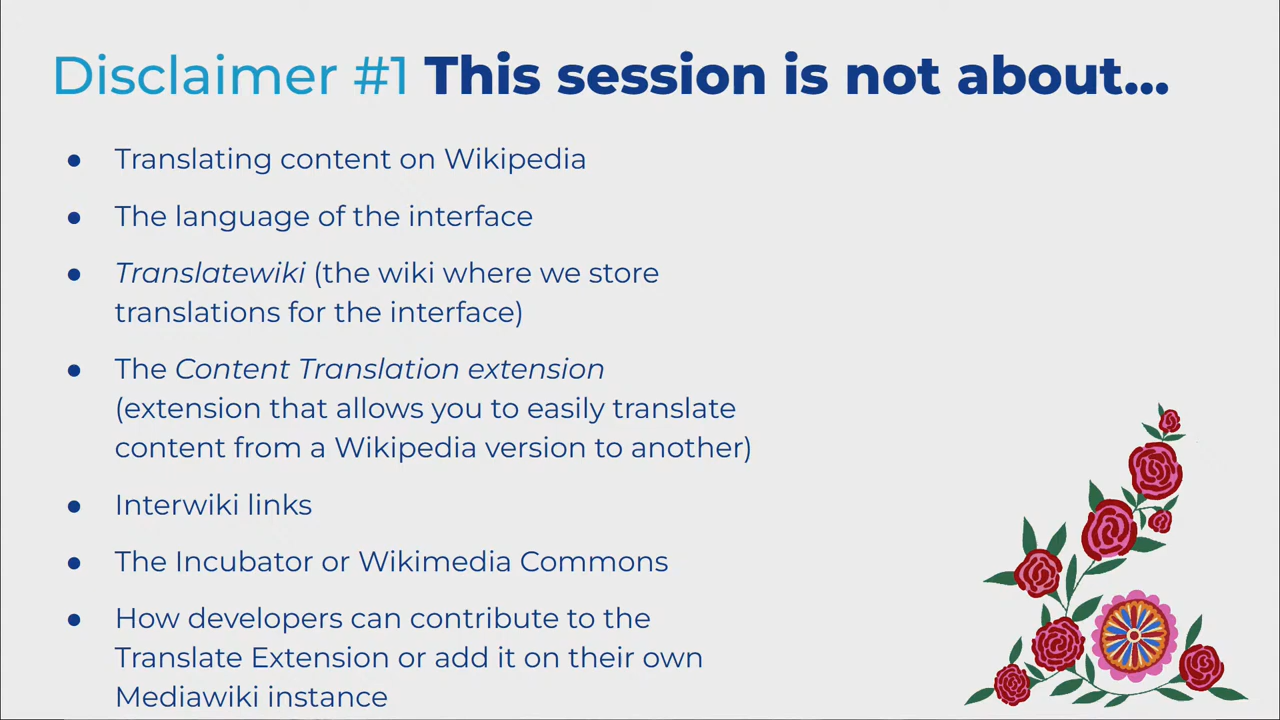 Disclaimer #1 This session is not about...
● Translating content on Wikipedia
● The language of the interface
● Translatewiki (the wiki where we store
translations for the interface)
● The Content Translation extension
(extension that allows you to easily translate
content from a Wikipedia version to another)
● Interwiki links
● The Incubator or Wikimedia Commons
● How developers can contribute to the
Translate Extension or add it on their own
Mediawiki instance